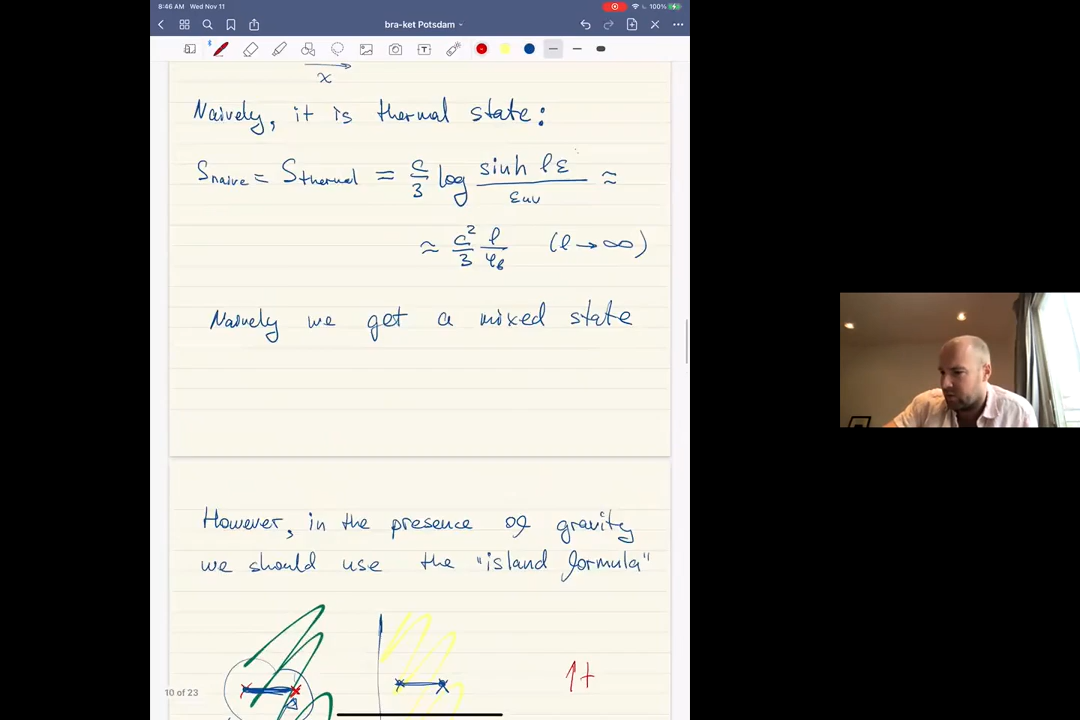 8:46 AM Wed Nov 11
100%
bra-ket Potsdam
x
Naively, it is thermal state:
S_naive = S_thermal = c/3 log sinh lε / ε_uv ≈
≈ c²/3 l/φ_b (l → ∞)
Naively we get a mixed state
However, in the presence of gravity
we should use the "island formula"
1t
10 of 23